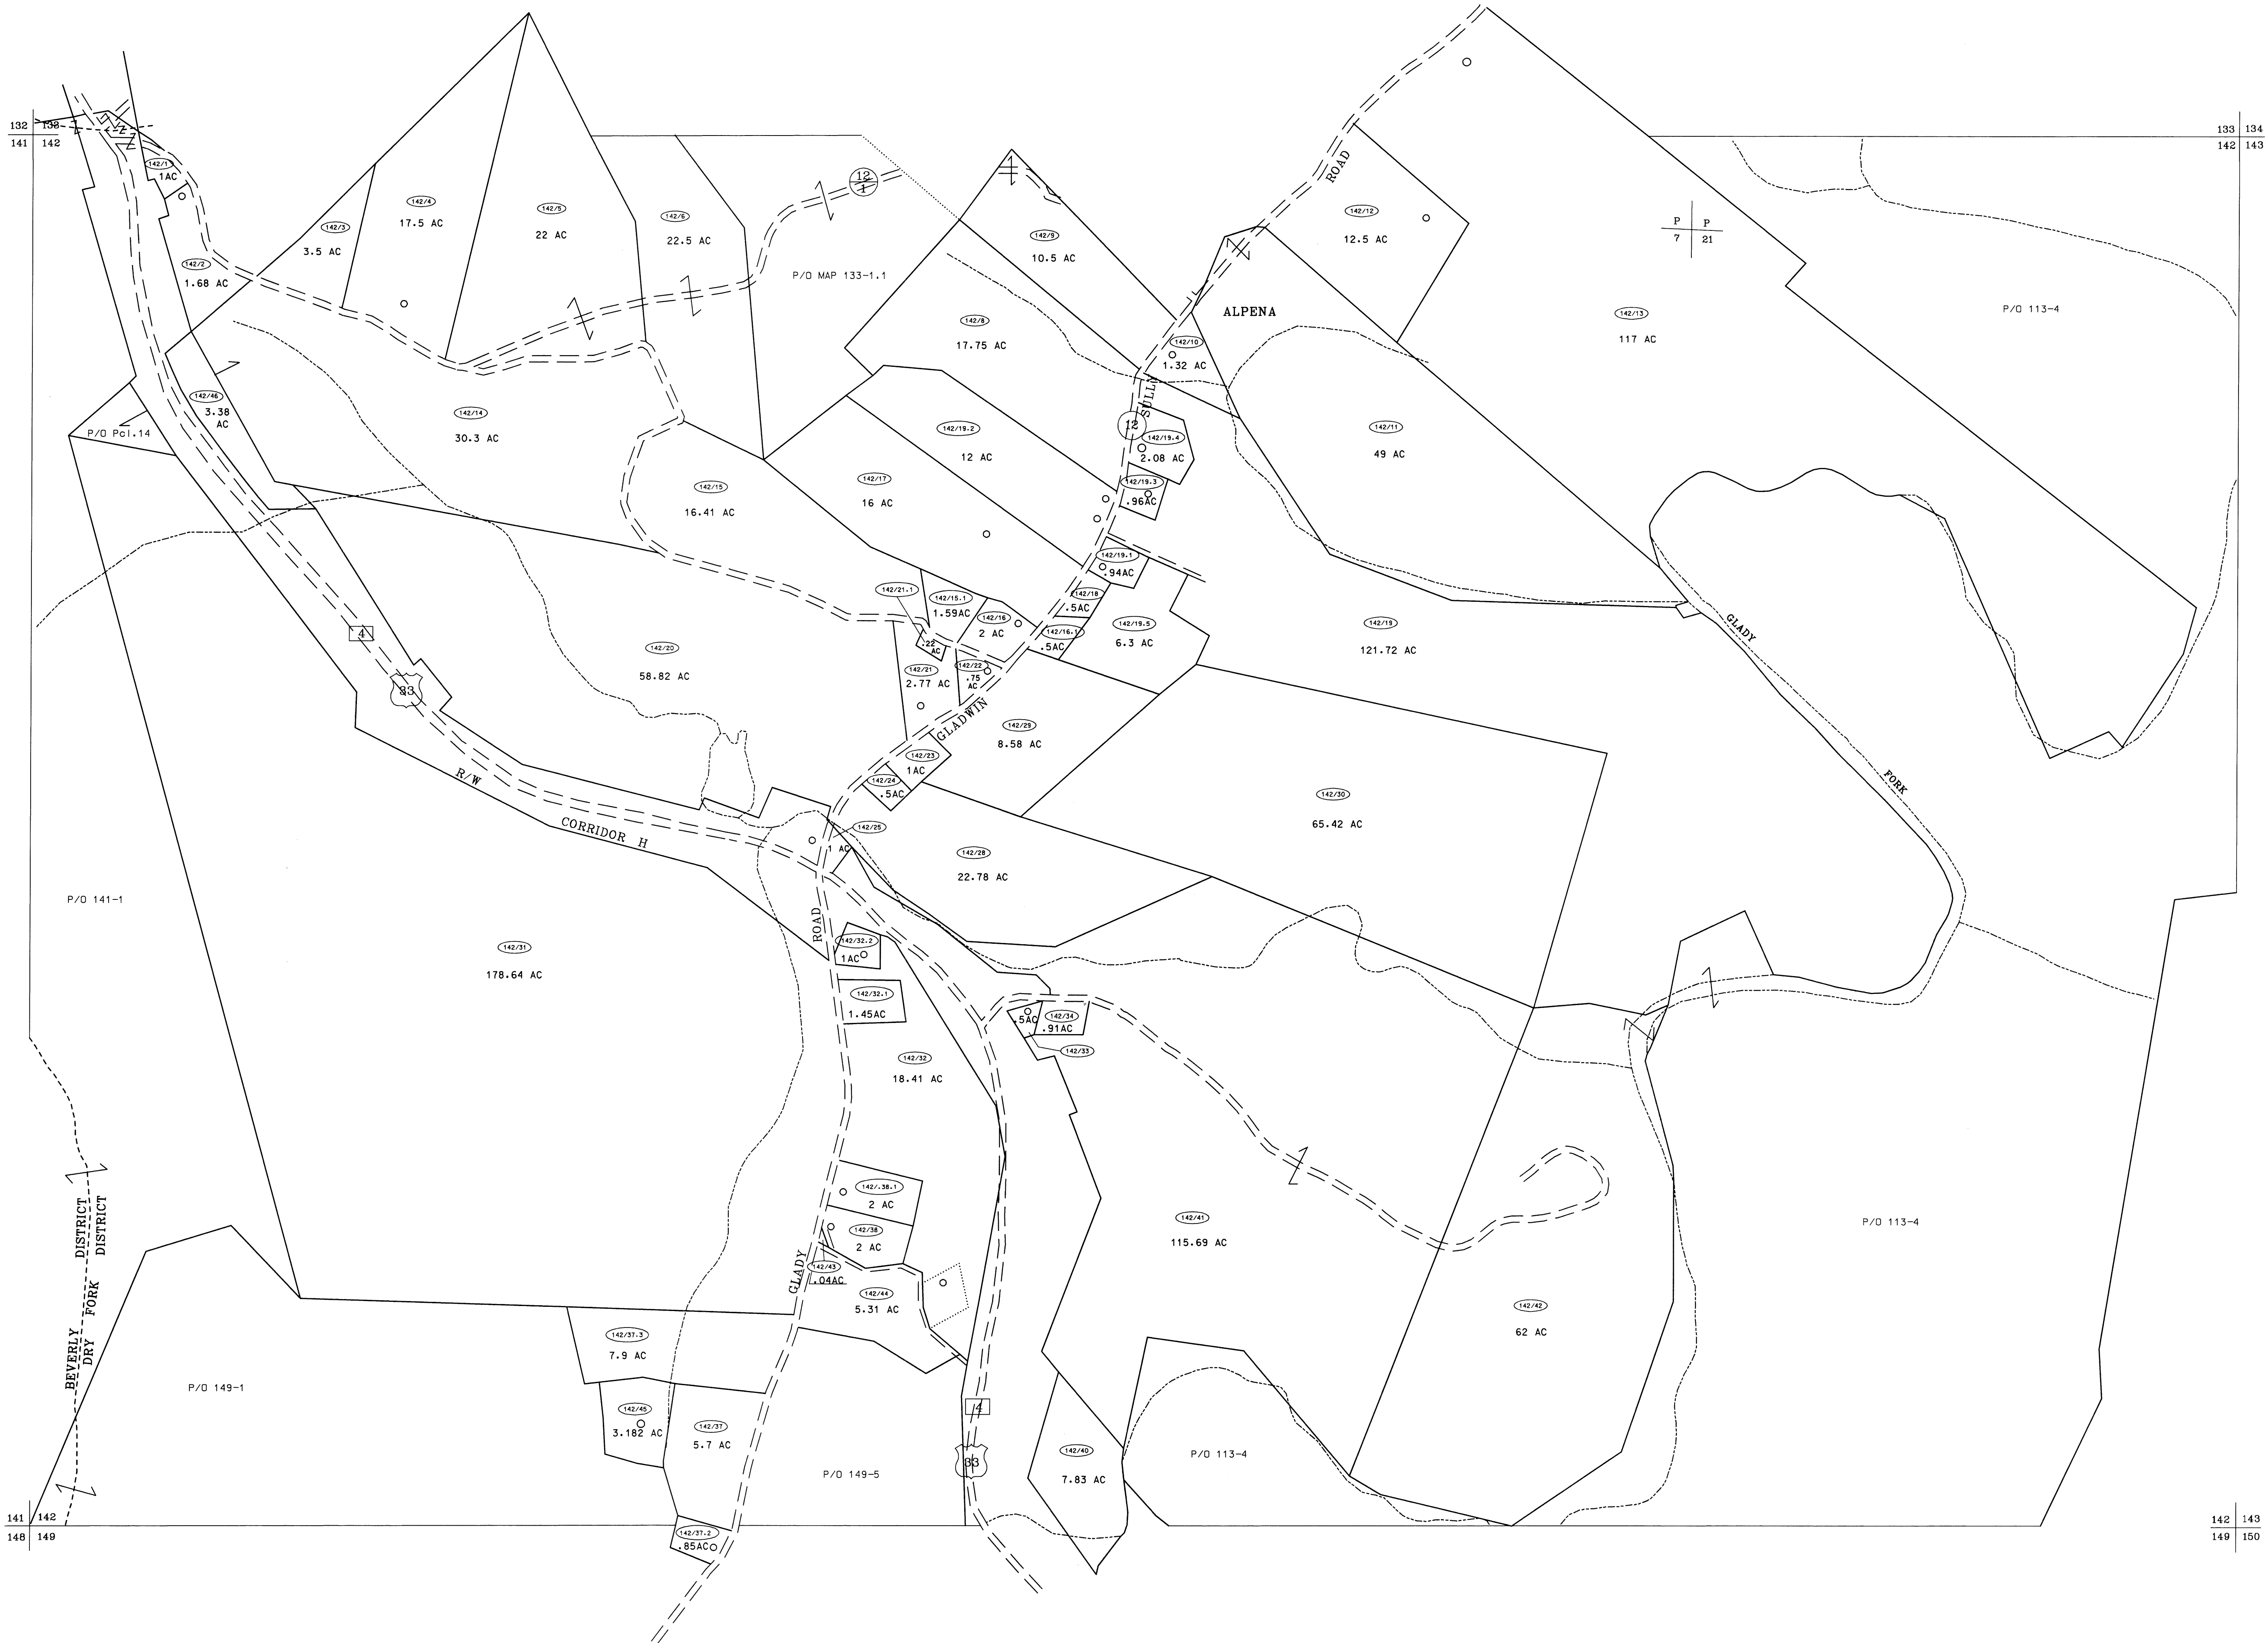 132 133
141 142
133 134
142 143
142/1
1AC
142/2
1.68 AC
142/3
3.5 AC
142/4
17.5 AC
142/5
22 AC
142/6
22.5 AC
12
1
P/O MAP 133-1.1
142/9
10.5 AC
142/8
17.75 AC
ROAD
142/12
12.5 AC
P P
7 21
ALPENA
142/13
117 AC
P/O 113-4
142/10
1.32 AC
142/46
3.38
AC
P/O Pcl.14
142/14
30.3 AC
142/19.2
12 AC
12
142/19.4
2.08 AC
142/11
49 AC
142/15
16.41 AC
142/17
16 AC
142/19.3
.96AC
142/19.1
.94AC
142/21.1
.22
AC
142/15.1
1.59AC
142/16
2 AC
142/18
.5AC
142/16.1
.5AC
142/19.5
6.3 AC
142/19
121.72 AC
GLADY
FORK
4
33
142/20
58.82 AC
142/21
2.77 AC
142/22
.75
AC
GLADWIN
142/29
8.58 AC
142/23
1AC
142/24
.5AC
142/30
65.42 AC
R/W
CORRIDOR H
142/25
1 AC
142/28
22.78 AC
P/O 141-1
142/31
178.64 AC
ROAD
142/32.2
1AC
142/32.1
1.45AC
142/32
18.41 AC
.5AC
142/34
.91AC
142/33
142/.38.1
2 AC
142/38
2 AC
142/43
.04AC
GLADY
142/44
5.31 AC
142/41
115.69 AC
142/42
62 AC
P/O 113-4
BEVERLY DISTRICT
DRY FORK DISTRICT
142/37.3
7.9 AC
P/O 149-1
142/45
3.182 AC
142/37
5.7 AC
P/O 149-5
4
33
142/40
7.83 AC
P/O 113-4
142/37.2
.85AC
141 142
148 149
142 143
149 150